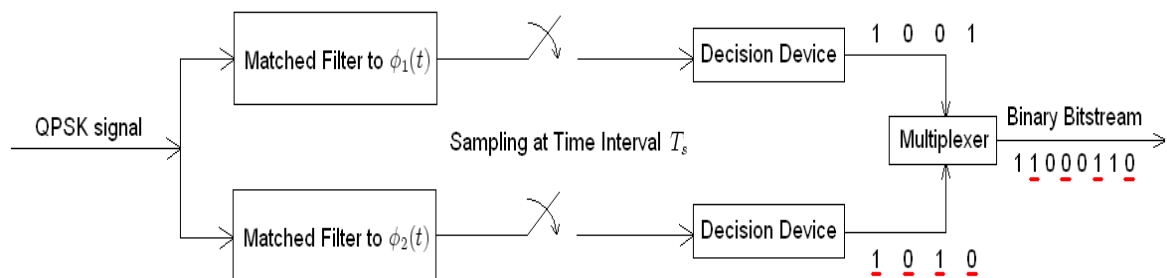 1 0 0 1
Matched Filter to ϕ₁(t)
Decision Device
QPSK signal
Sampling at Time Interval Tₛ
Multiplexer
Binary Bitstream
1 1 0 0 0 1 1 0
Matched Filter to ϕ₂(t)
Decision Device
1 0 1 0